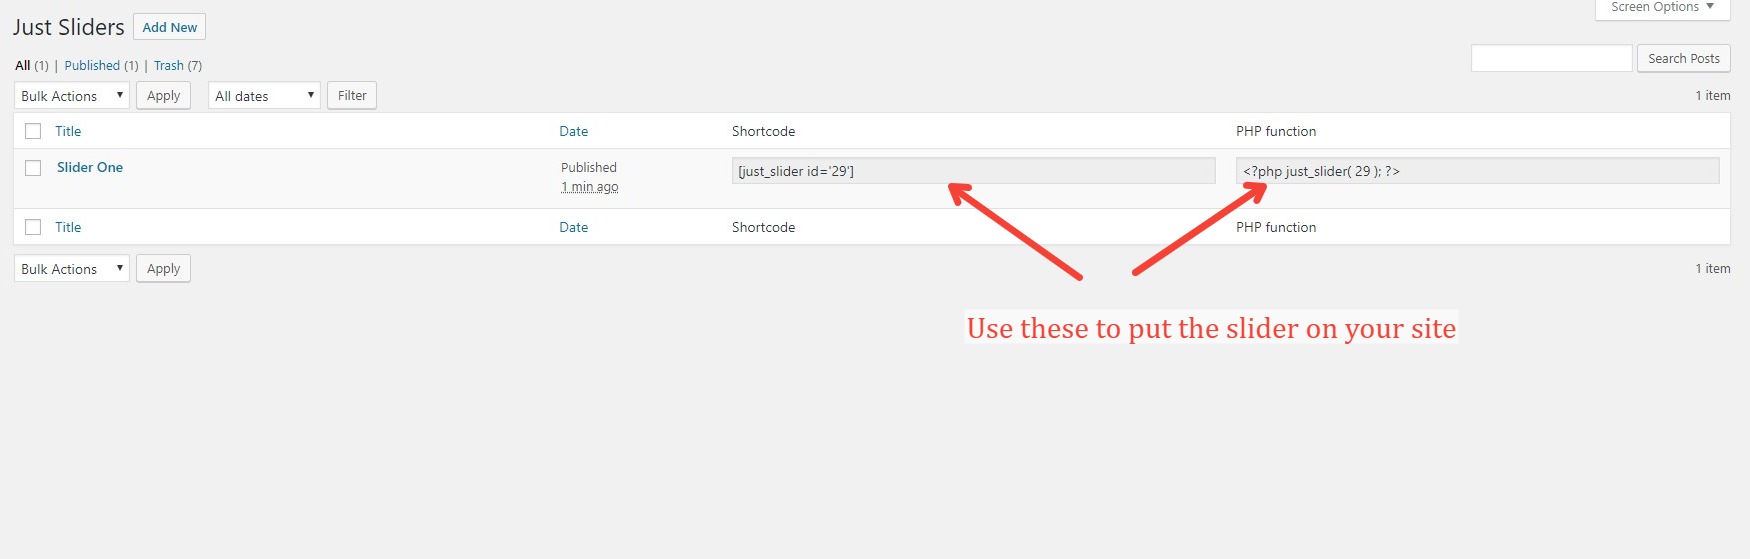 Screen Options ▼
Just Sliders Add New
All (1) | Published (1) | Trash (7)
Search Posts
Bulk Actions ▼ Apply All dates ▼ Filter 1 item
Title Date Shortcode PHP function
Slider One Published [just_slider id='29'] <?php just_slider( 29 ); ?>
1 min ago
Title Date Shortcode PHP function
Bulk Actions ▼ Apply 1 item
Use these to put the slider on your site